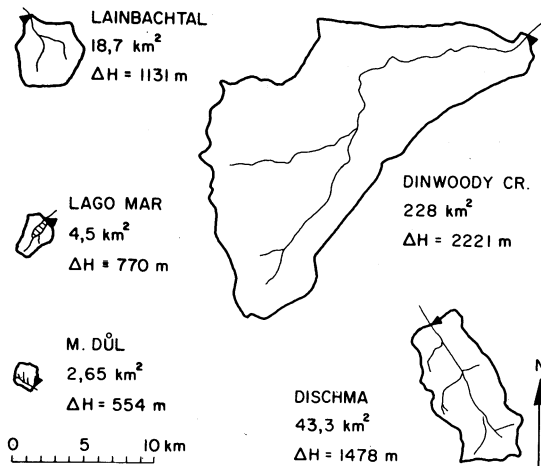 LAINBACHTAL
18,7 km²
ΔH = 1131 m
LAGO MAR
4,5 km²
ΔH = 770 m
DINWOODY CR.
228 km²
ΔH = 2221 m
M. DŮL
2,65 km²
ΔH = 554 m
DISCHMA
43,3 km²
ΔH = 1478 m
N
0 5 10 km